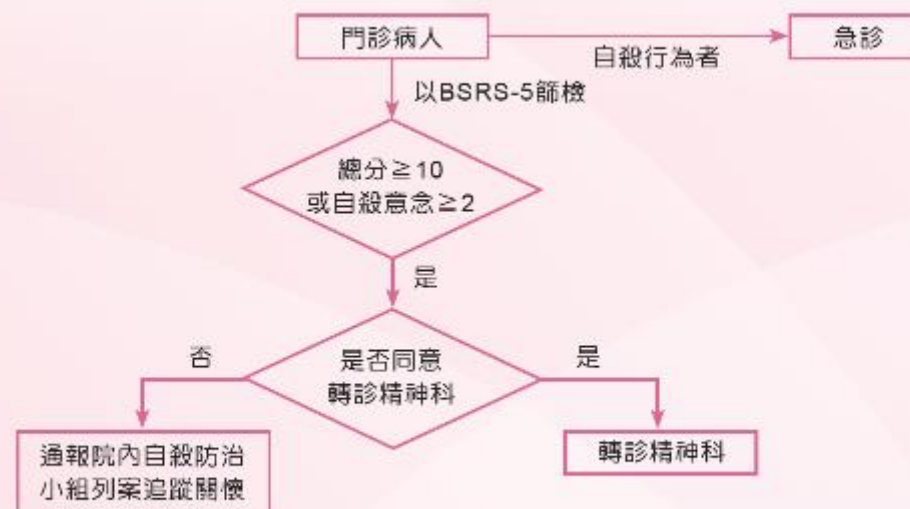 門診病人
自殺行為者
急診
以BSRS-5篩檢
總分≧10
或自殺意念≧2
是
是否同意
轉診精神科
否
是
通報院內自殺防治
小組列案追蹤關懷
轉診精神科